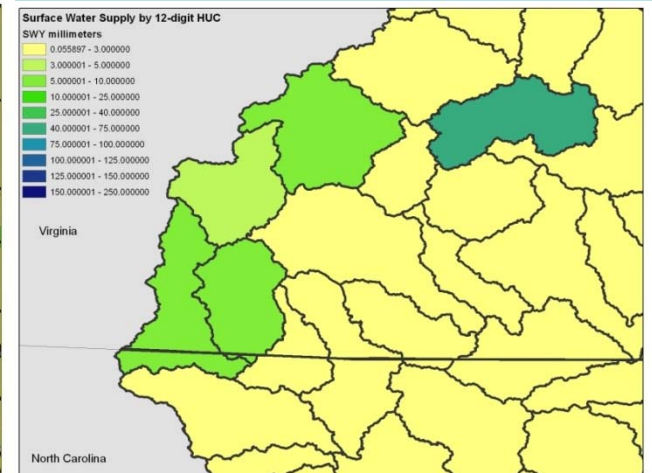 Surface Water Supply by 12-digit HUC
SWY millimeters
0.055897 - 3.000000
3.000001 - 5.000000
5.000001 - 10.000000
10.000001 - 25.000000
25.000001 - 40.000000
40.000001 - 75.000000
75.000001 - 100.000000
100.000001 - 125.000000
125.000001 - 150.000000
150.000001 - 250.000000
Virginia
North Carolina